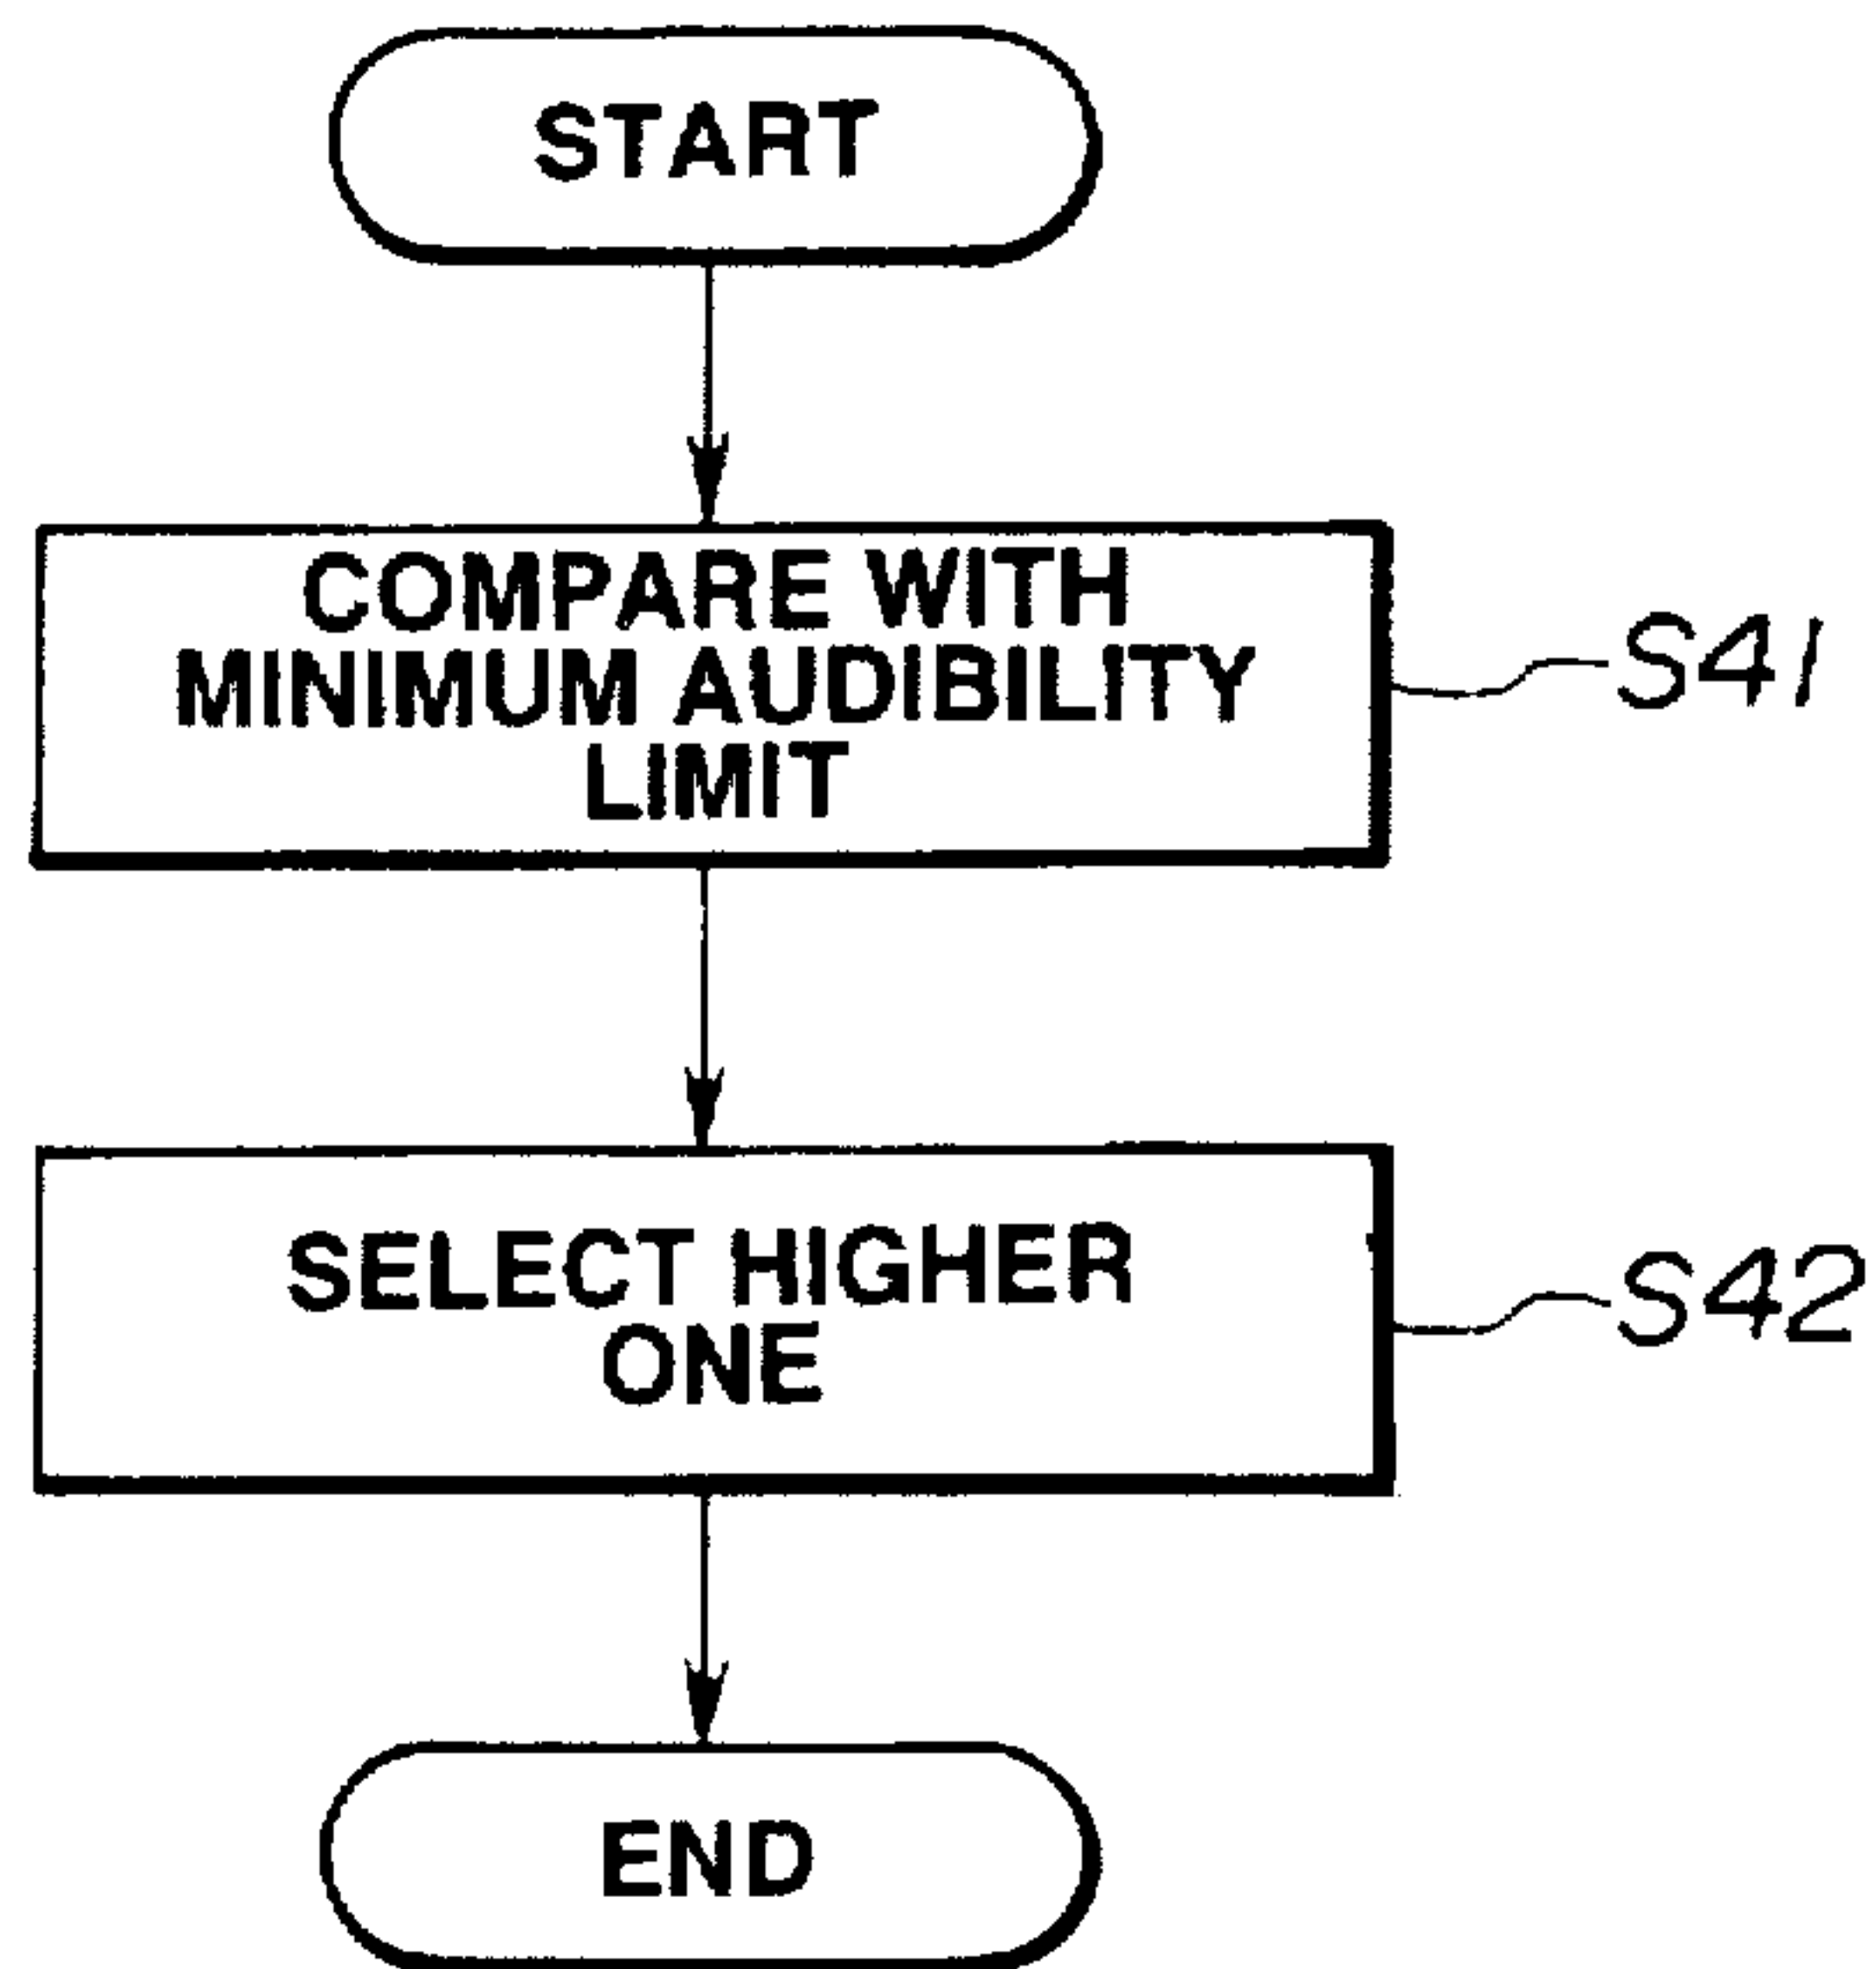 START
COMPARE WITH
MINIMUM AUDIBILITY
LIMIT
S41
SELECT HIGHER
ONE
S42
END